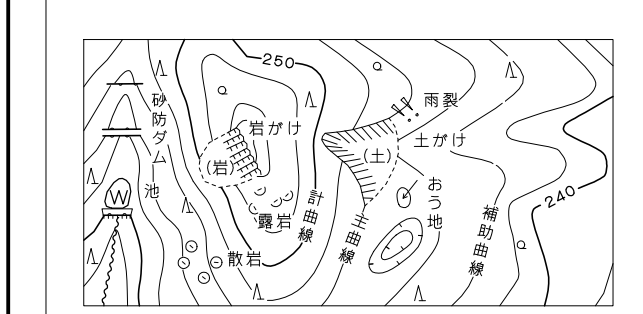 250
雨裂
砂防ダム
岩がけ
土がけ
(岩)
(土)
池
W
おう地
計曲線
露岩
主曲線
補助曲線
240
散岩